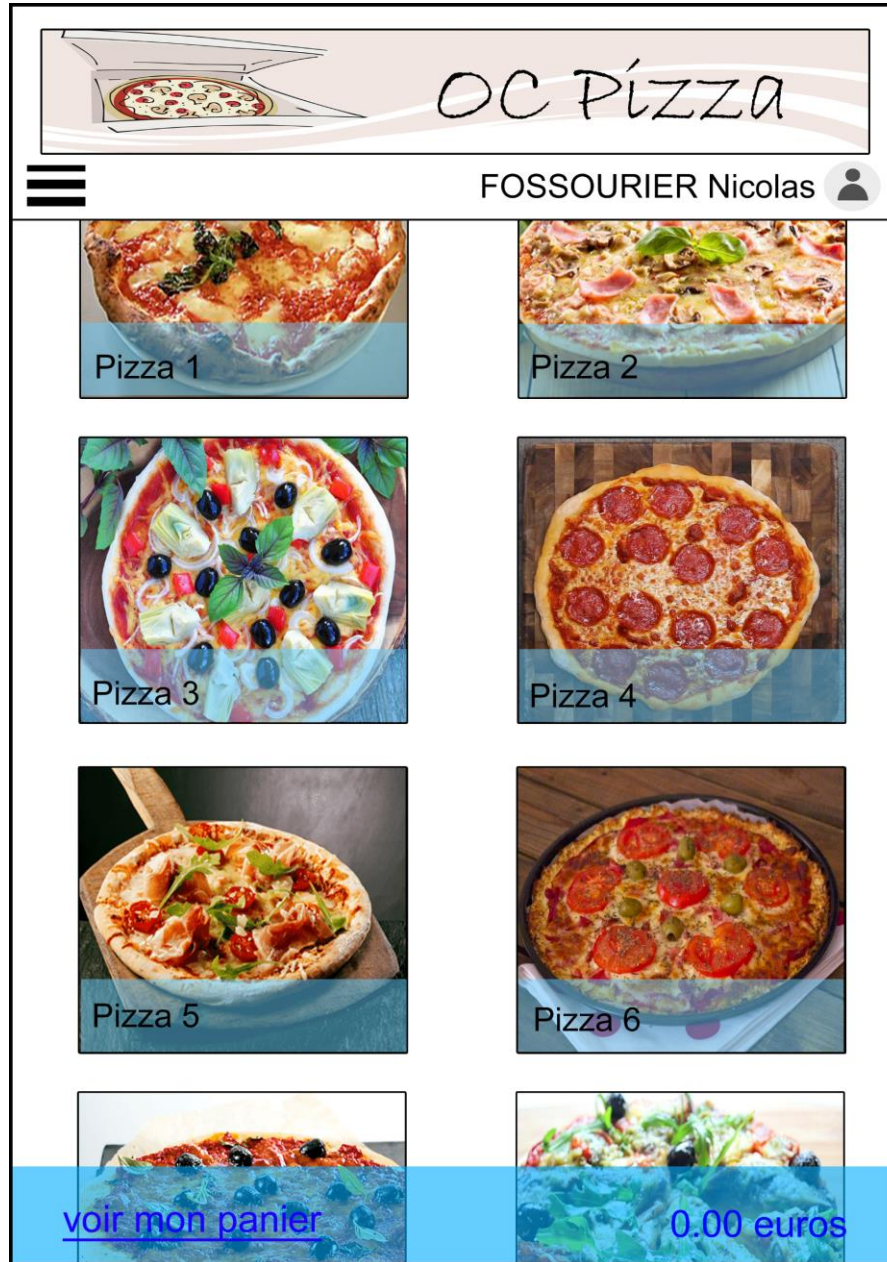 OC Pizza
FOSSOURIER Nicolas
Pizza 1
Pizza 2
Pizza 3
Pizza 4
Pizza 5
Pizza 6
voir mon panier
0.00 euros